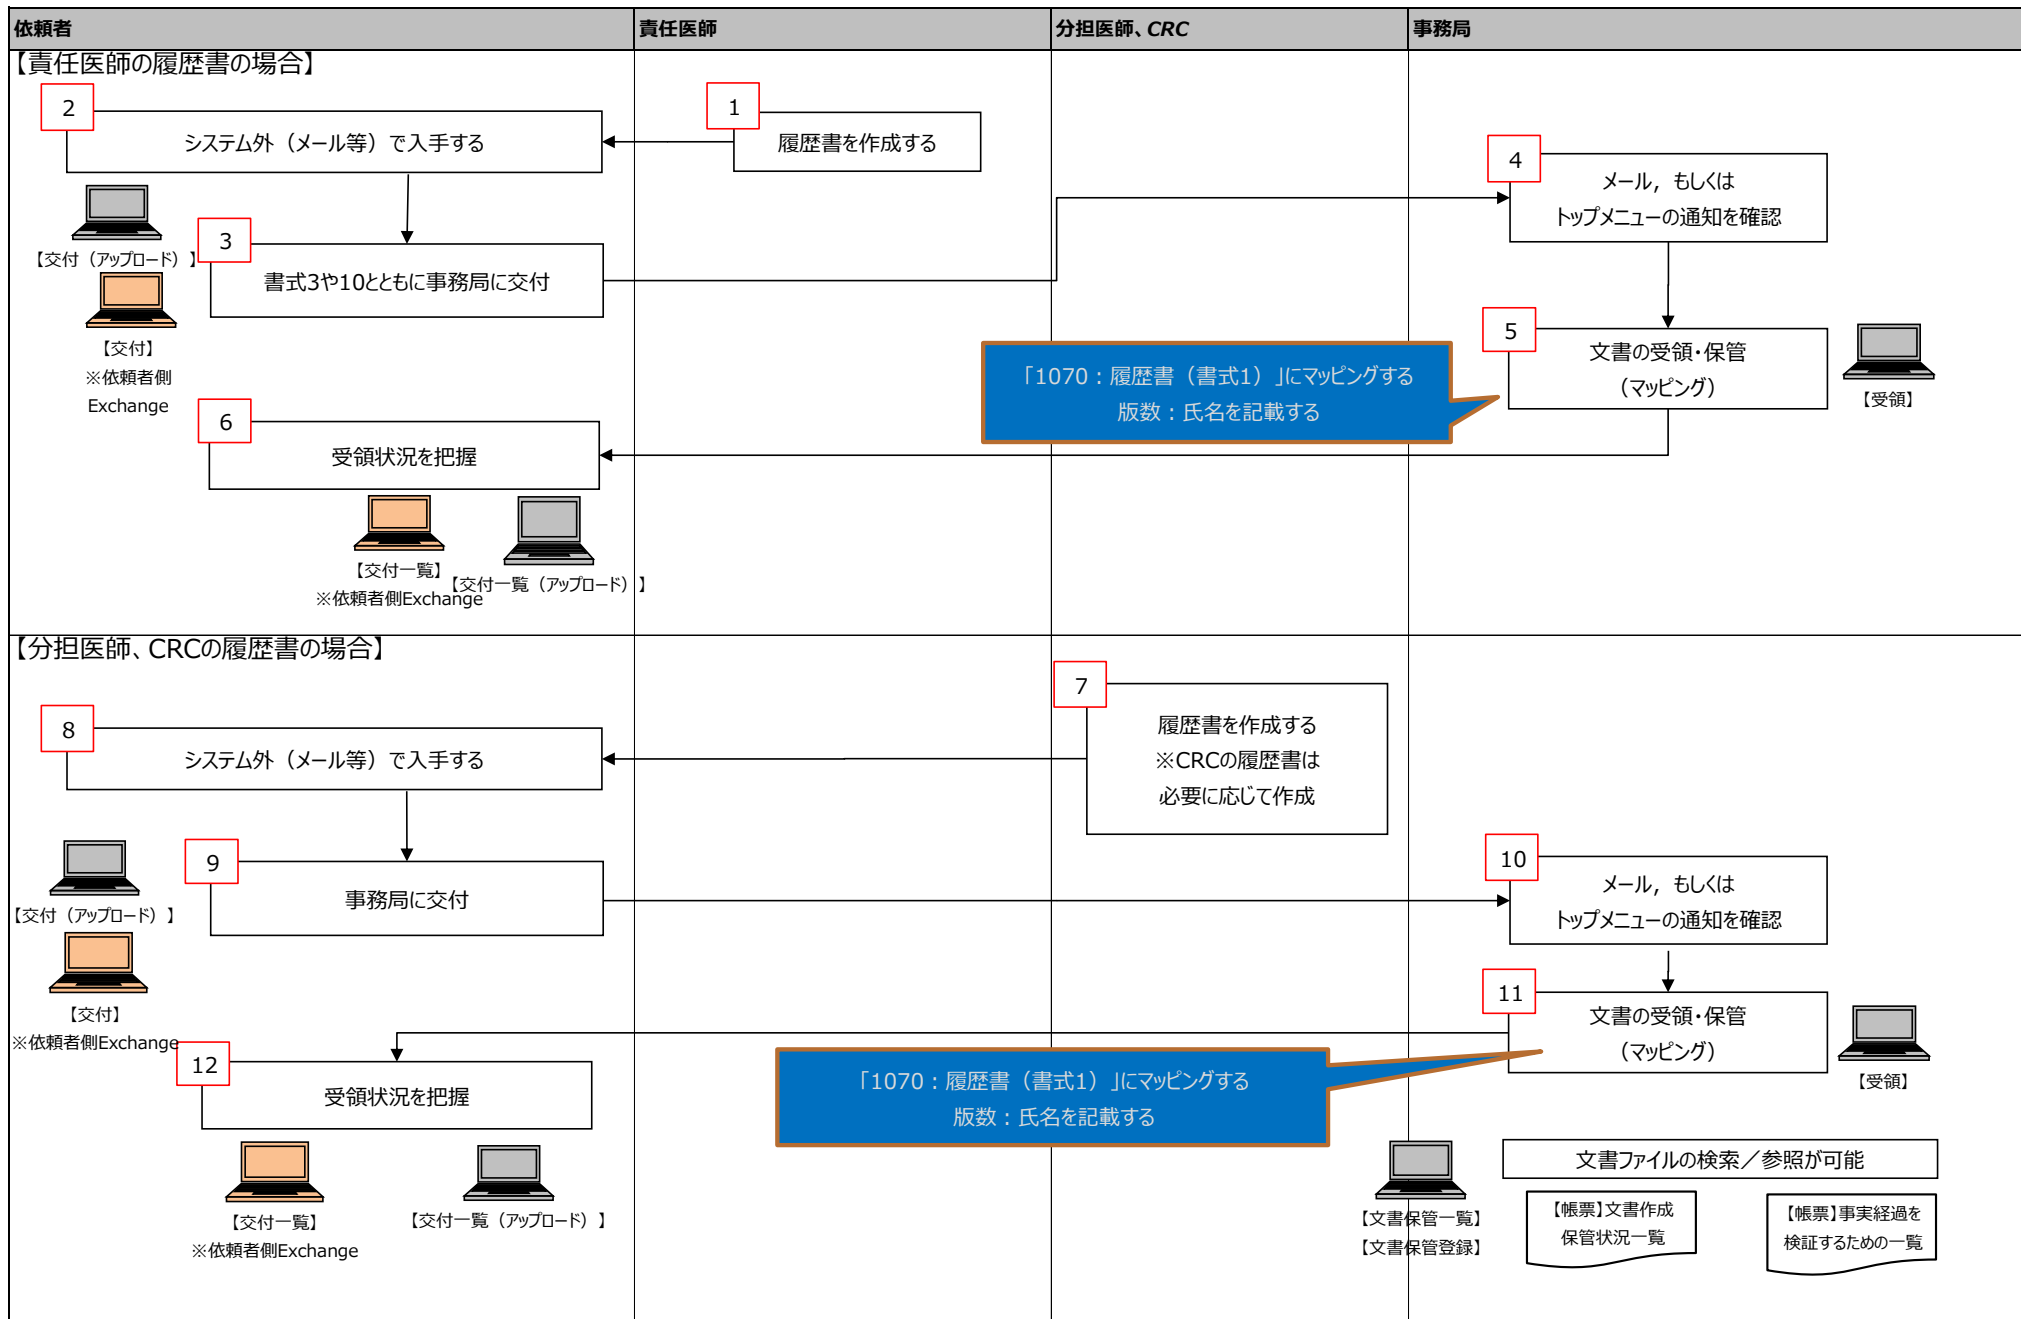 依頼者
責任医師
分担医師、CRC
事務局
【責任医師の履歴書の場合】
1
履歴書を作成する
2
システム外（メール等）で入手する
【交付（アップロード）】
3
書式3や10とともに事務局に交付
【交付】
※依頼者側
Exchange
4
メール，もしくは
トップメニューの通知を確認
5
文書の受領・保管
（マッピング）
【受領】
「1070：履歴書（書式1）」にマッピングする
版数：氏名を記載する
6
受領状況を把握
【交付一覧】
※依頼者側Exchange
【交付一覧（アップロード）】
【分担医師、CRCの履歴書の場合】
7
履歴書を作成する
※CRCの履歴書は
必要に応じて作成
8
システム外（メール等）で入手する
【交付（アップロード）】
9
事務局に交付
【交付】
※依頼者側Exchange
10
メール，もしくは
トップメニューの通知を確認
11
文書の受領・保管
（マッピング）
【受領】
「1070：履歴書（書式1）」にマッピングする
版数：氏名を記載する
12
受領状況を把握
【交付一覧】
※依頼者側Exchange
【交付一覧（アップロード）】
文書ファイルの検索／参照が可能
【文書保管一覧】
【文書保管登録】
【帳票】文書作成
保管状況一覧
【帳票】事実経過を
検証するための一覧